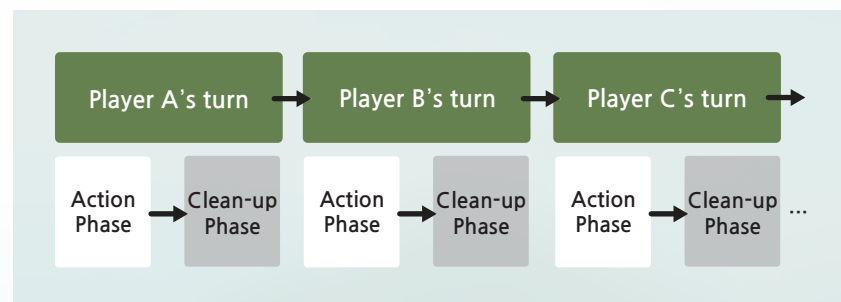 Player A's turn
Player B's turn
Player C's turn
Action
Phase
Clean-up
Phase
Action
Phase
Clean-up
Phase
Action
Phase
Clean-up
Phase
...